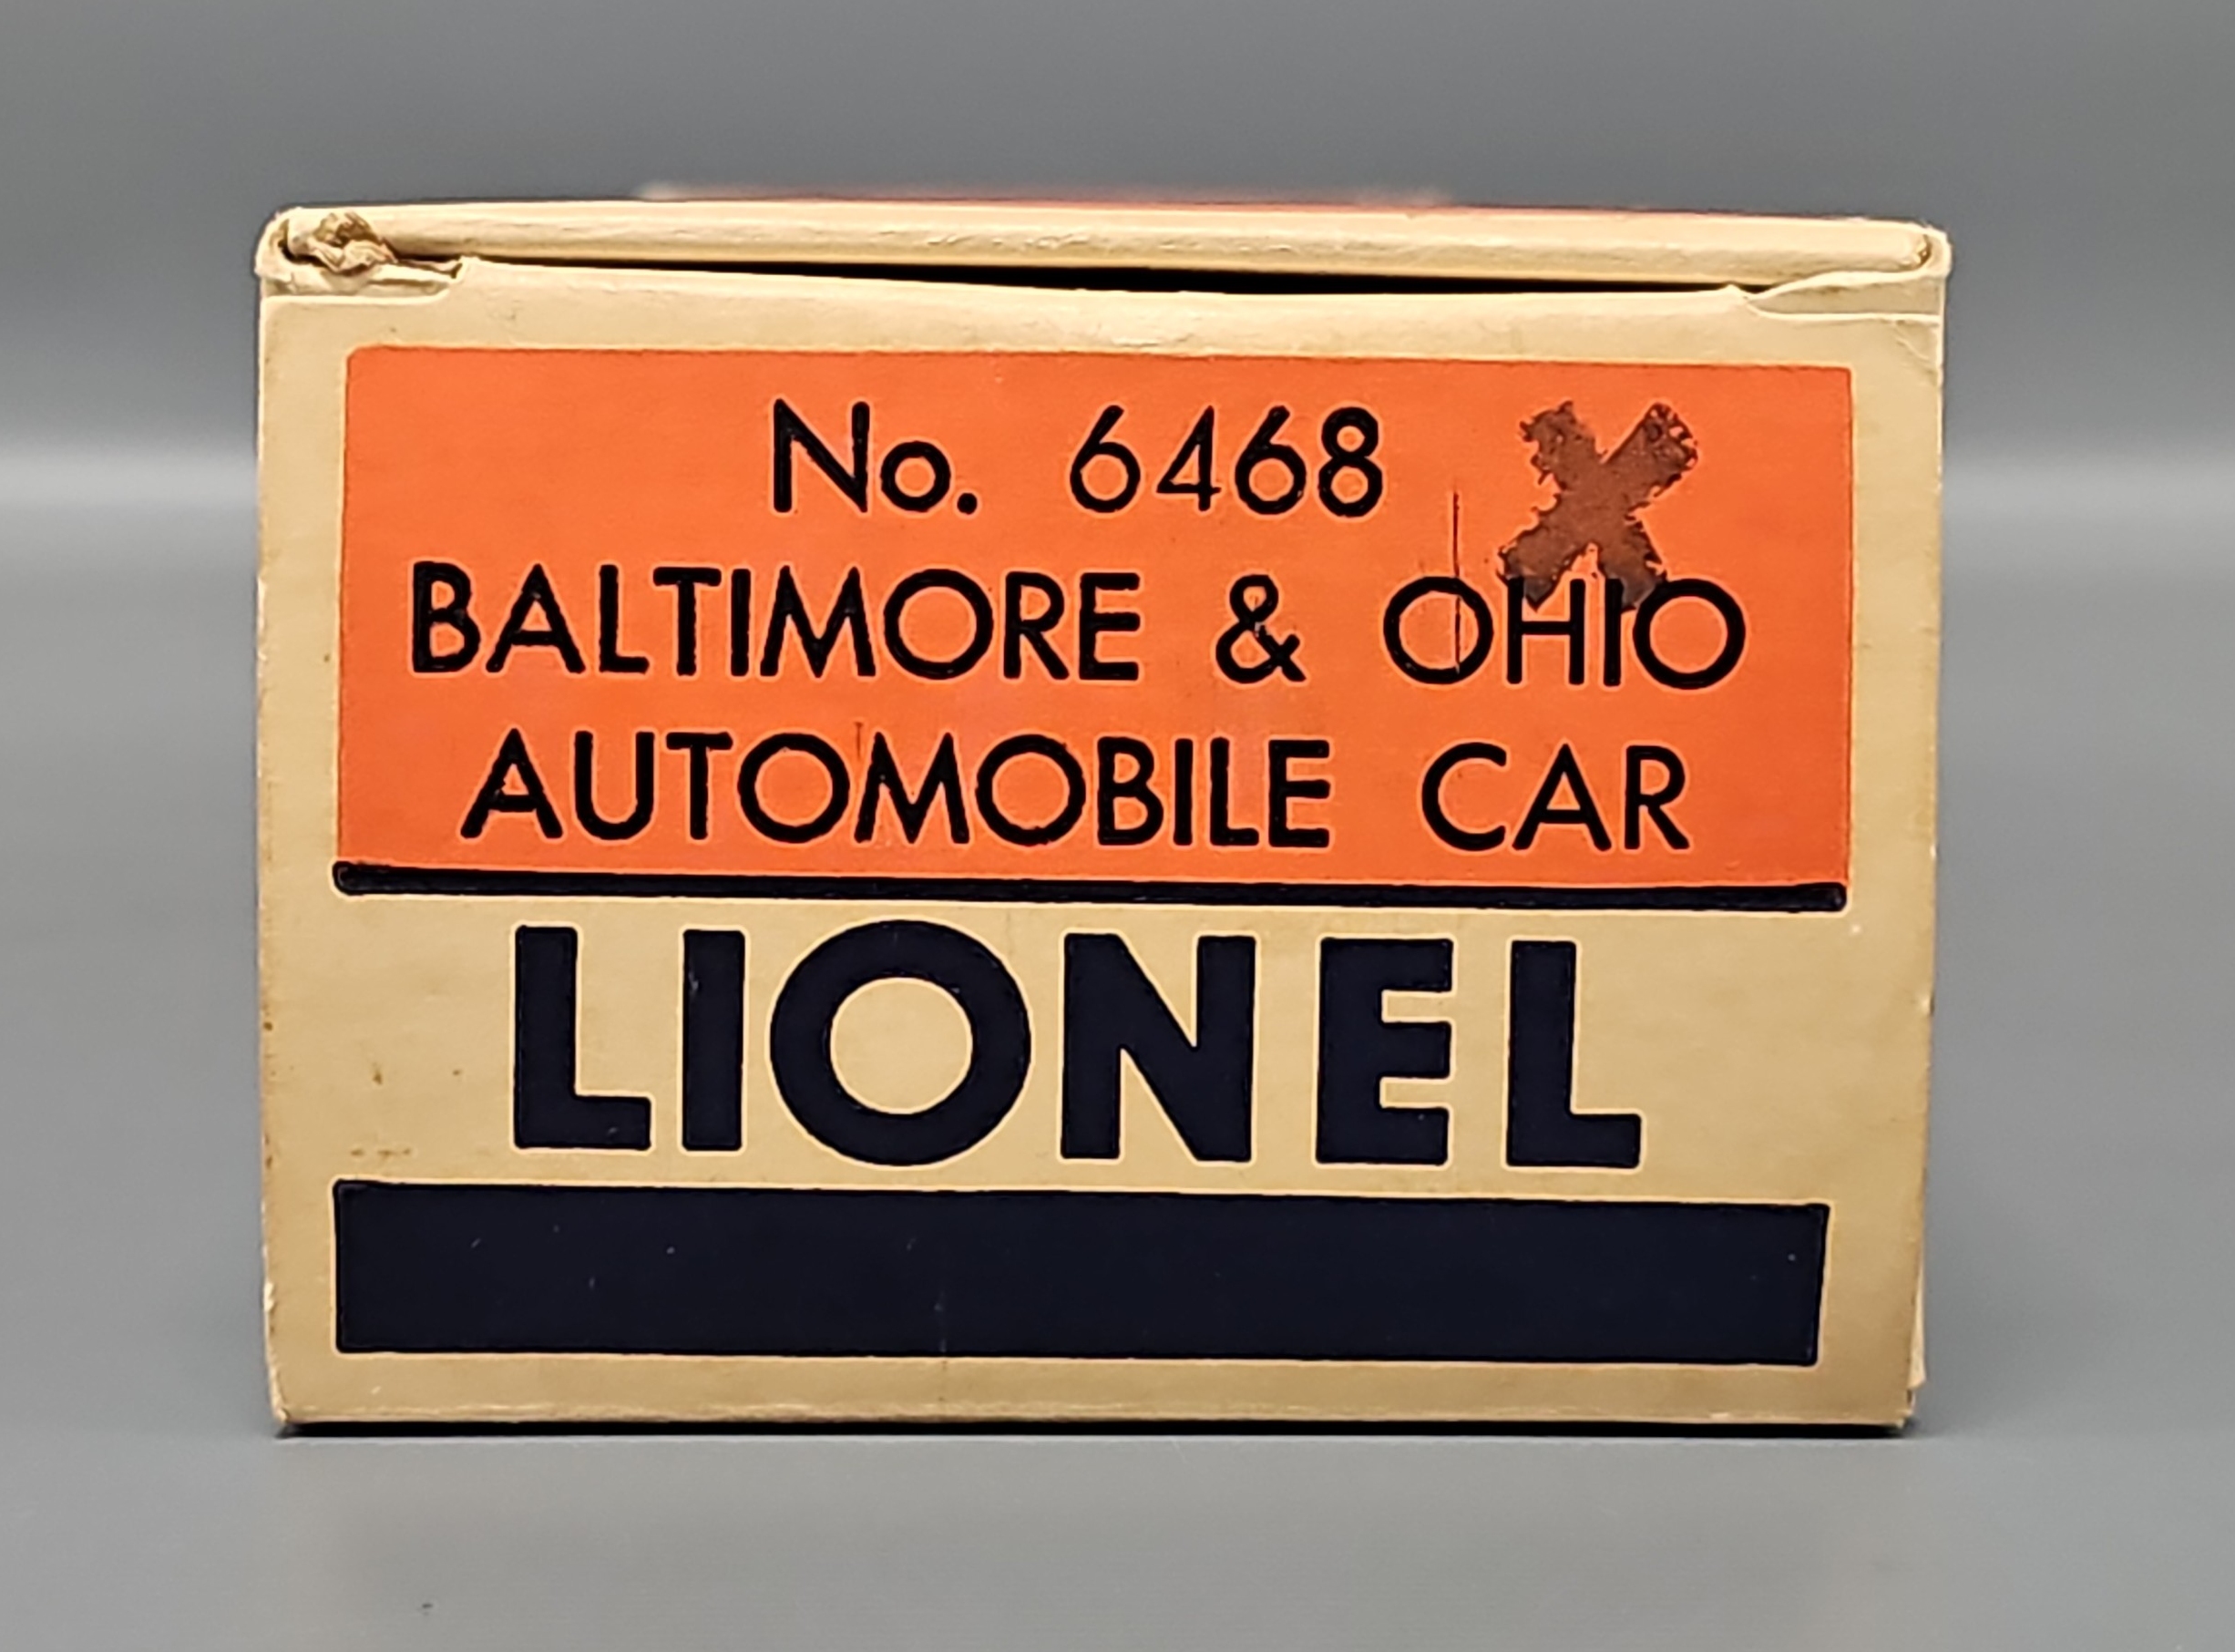 No. 6468 X
BALTIMORE & OHIO
AUTOMOBILE CAR
LIONEL